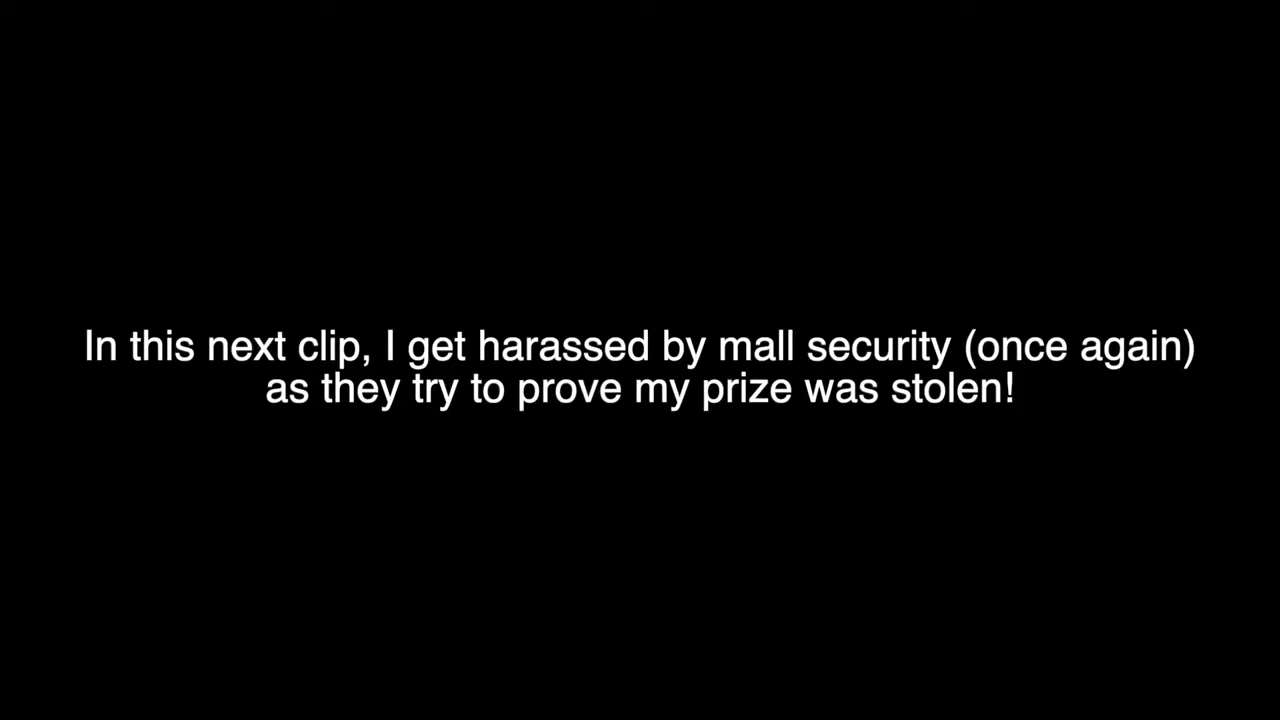 In this next clip, I get harassed by mall security (once again)
as they try to prove my prize was stolen!